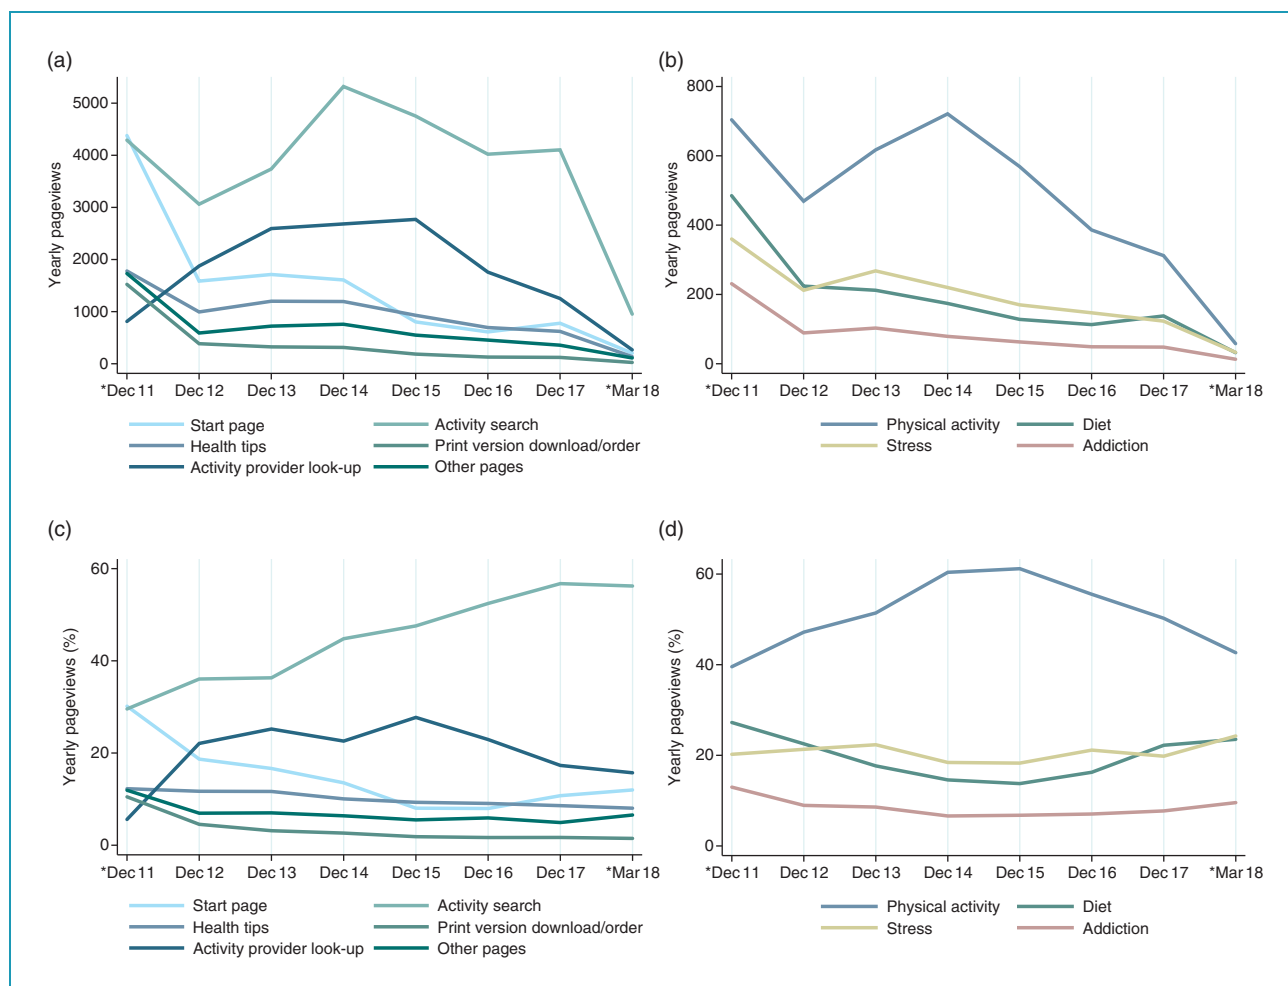 (a)
Yearly pageviews
5000
4000
3000
2000
1000
0
*Dec 11 Dec 12 Dec 13 Dec 14 Dec 15 Dec 16 Dec 17 *Mar 18
Start page Activity search
Health tips Print version download/order
Activity provider look-up Other pages
(b)
Yearly pageviews
800
600
400
200
0
*Dec 11 Dec 12 Dec 13 Dec 14 Dec 15 Dec 16 Dec 17 *Mar 18
Physical activity Diet
Stress Addiction
(c)
Yearly pageviews (%)
60
40
20
0
*Dec 11 Dec 12 Dec 13 Dec 14 Dec 15 Dec 16 Dec 17 *Mar 18
Start page Activity search
Health tips Print version download/order
Activity provider look-up Other pages
(d)
Yearly pageviews (%)
60
40
20
0
*Dec 11 Dec 12 Dec 13 Dec 14 Dec 15 Dec 16 Dec 17 *Mar 18
Physical activity Diet
Stress Addiction